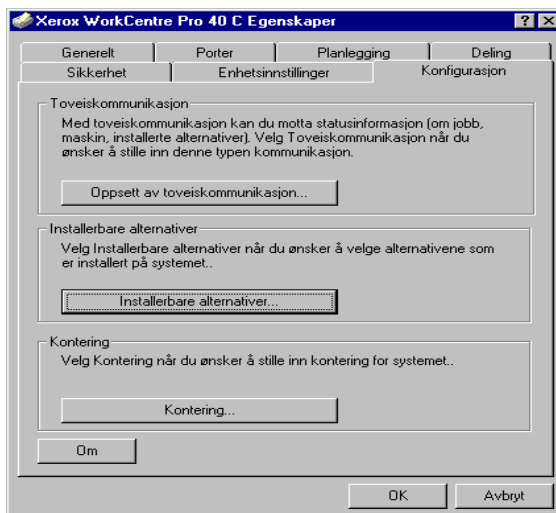 Xerox WorkCentre Pro 40 C Egenskaper
Generelt Porter Planlegging Deling
Sikkerhet Enhetsinnstillinger Konfigurasjon
Toveiskommunikasjon
Med toveiskommunikasjon kan du motta statusinformasjon (om jobb,
maskin, installerte alternativer). Velg Toveiskommunikasjon når du
ønsker å stille inn denne typen kommunikasjon.
Oppsett av toveiskommunikasjon...
Installerbare alternativer
Velg Installerbare alternativer når du ønsker å velge alternativene som
er installert på systemet..
Installerbare alternativer...
Kontering
Velg Kontering når du ønsker å stille inn kontering for systemet..
Kontering...
Om
OK Avbryt